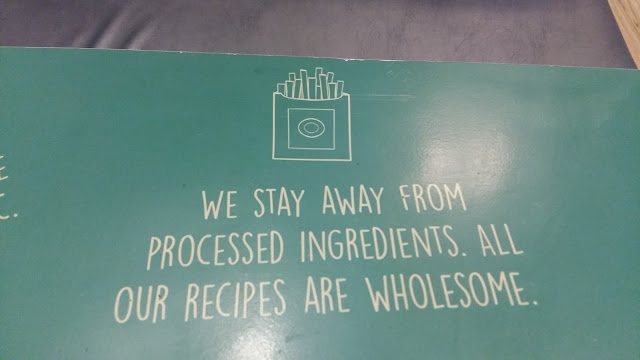 WE STAY AWAY FROM
PROCESSED INGREDIENTS. ALL
OUR RECIPES ARE WHOLESOME.